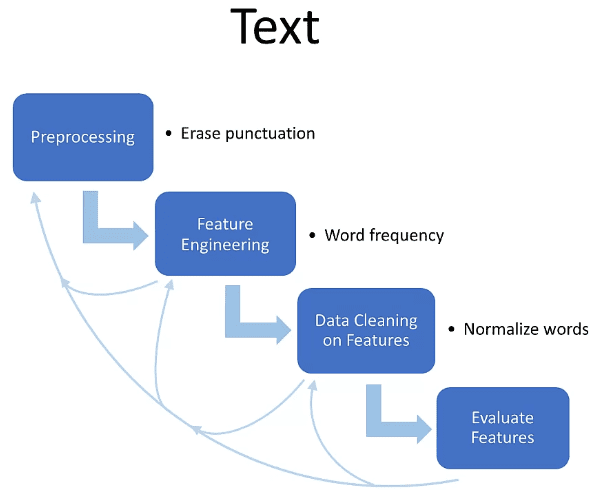 Text
Preprocessing
• Erase punctuation
Feature
Engineering
• Word frequency
Data Cleaning
on Features
• Normalize words
Evaluate
Features